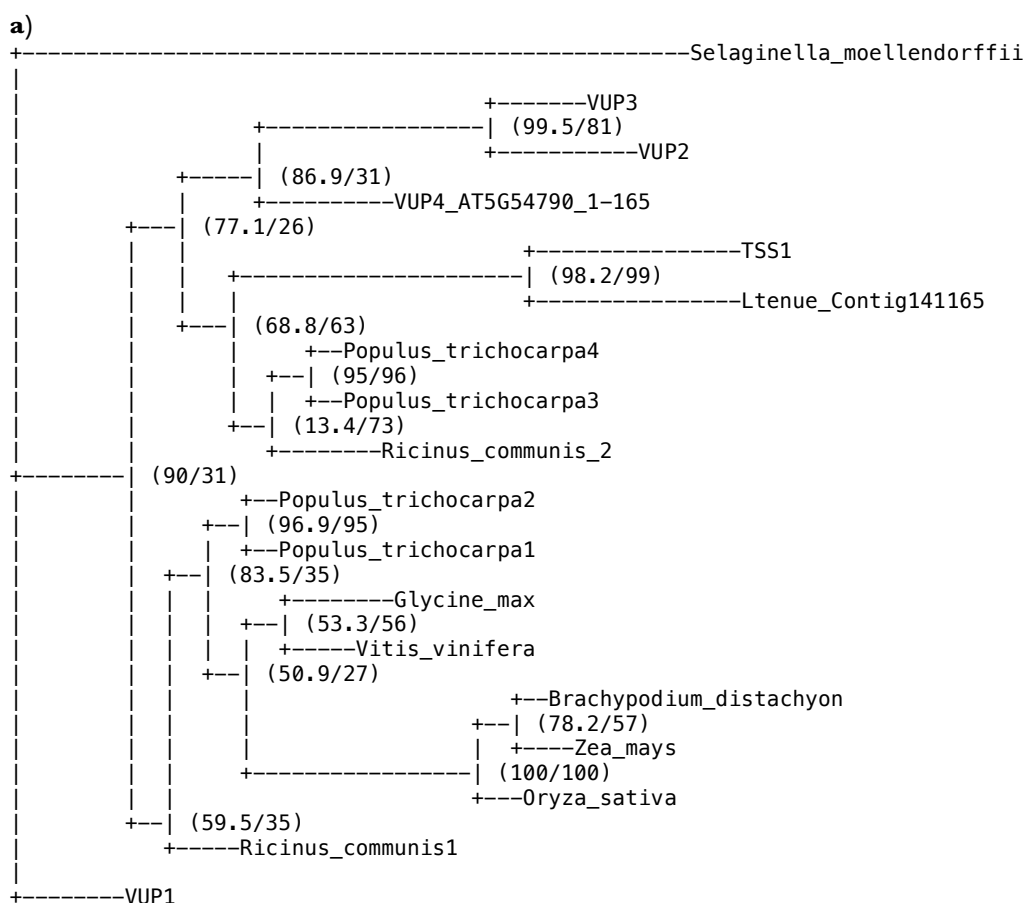 a)
Selaginella_moellendorffii
VUP3
(99.5/81)
VUP2
(86.9/31)
VUP4_AT5G54790_1-165
(77.1/26)
TSS1
(98.2/99)
Ltenue_Contig141165
(68.8/63)
Populus_trichocarpa4
(95/96)
Populus_trichocarpa3
(13.4/73)
Ricinus_communis_2
(90/31)
Populus_trichocarpa2
(96.9/95)
Populus_trichocarpa1
(83.5/35)
Glycine_max
(53.3/56)
Vitis_vinifera
(50.9/27)
Brachypodium_distachyon
(78.2/57)
Zea_mays
(100/100)
Oryza_sativa
(59.5/35)
Ricinus_communis1
VUP1